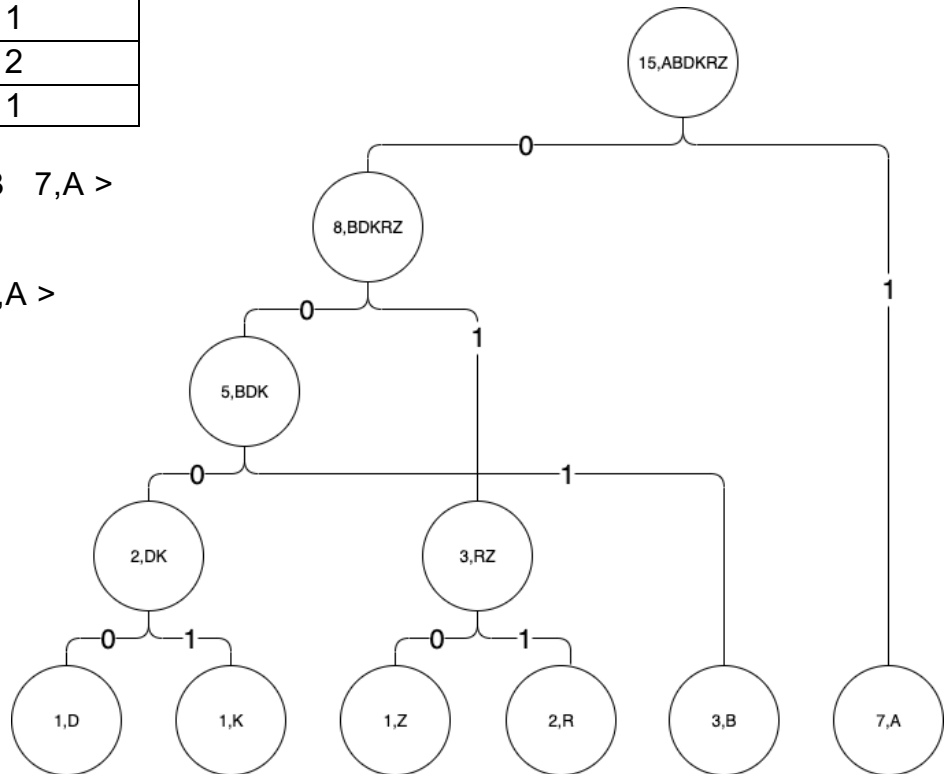 1
2
1
15,ABDKRZ
0
7,A >
8,BDKRZ
,A >
1
0
1
5,BDK
0 1
2,DK 3,RZ
0 1 0 1
1,D 1,K 1,Z 2,R 3,B 7,A